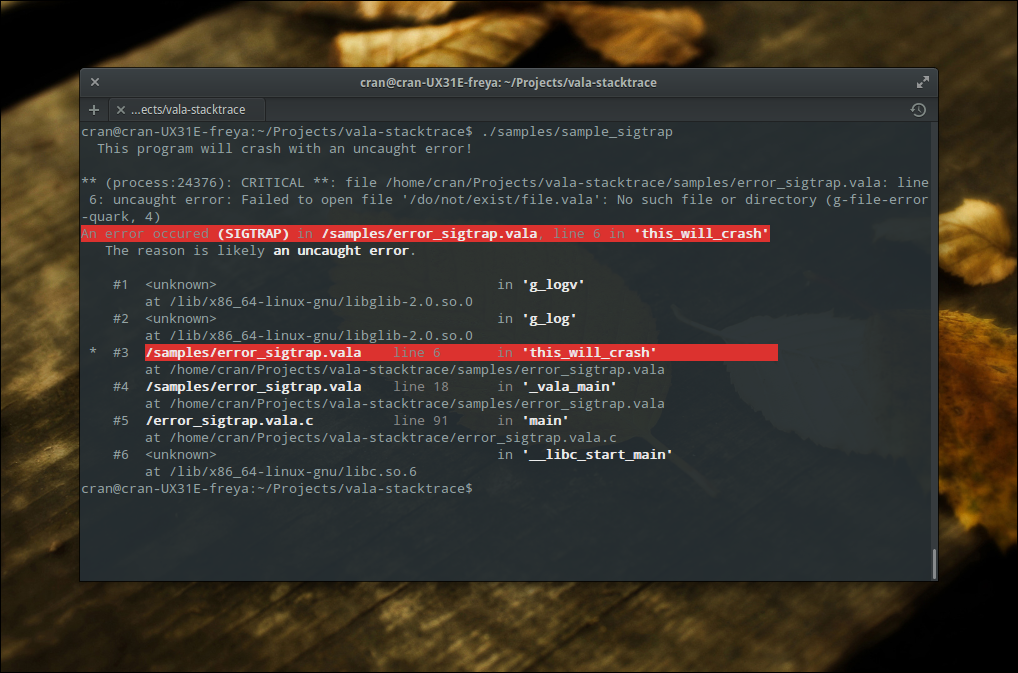 cran@cran-UX31E-freya: ~/Projects/vala-stacktrace
...ects/vala-stacktrace
cran@cran-UX31E-freya:~/Projects/vala-stacktrace$ ./samples/sample_sigtrap
This program will crash with an uncaught error!
** (process:24376): CRITICAL **: file /home/cran/Projects/vala-stacktrace/samples/error_sigtrap.vala: line
6: uncaught error: Failed to open file '/do/not/exist/file.vala': No such file or directory (g-file-error
-quark, 4)
An error occured (SIGTRAP) in /samples/error_sigtrap.vala, line 6 in 'this_will_crash'
The reason is likely an uncaught error.
#1 <unknown> in 'g_logv'
at /lib/x86_64-linux-gnu/libglib-2.0.so.0
#2 <unknown> in 'g_log'
at /lib/x86_64-linux-gnu/libglib-2.0.so.0
* #3 /samples/error_sigtrap.vala line 6 in 'this_will_crash'
at /home/cran/Projects/vala-stacktrace/samples/error_sigtrap.vala
#4 /samples/error_sigtrap.vala line 18 in '_vala_main'
at /home/cran/Projects/vala-stacktrace/samples/error_sigtrap.vala
#5 /error_sigtrap.vala.c line 91 in 'main'
at /home/cran/Projects/vala-stacktrace/error_sigtrap.vala.c
#6 <unknown> in '__libc_start_main'
at /lib/x86_64-linux-gnu/libc.so.6
cran@cran-UX31E-freya:~/Projects/vala-stacktrace$